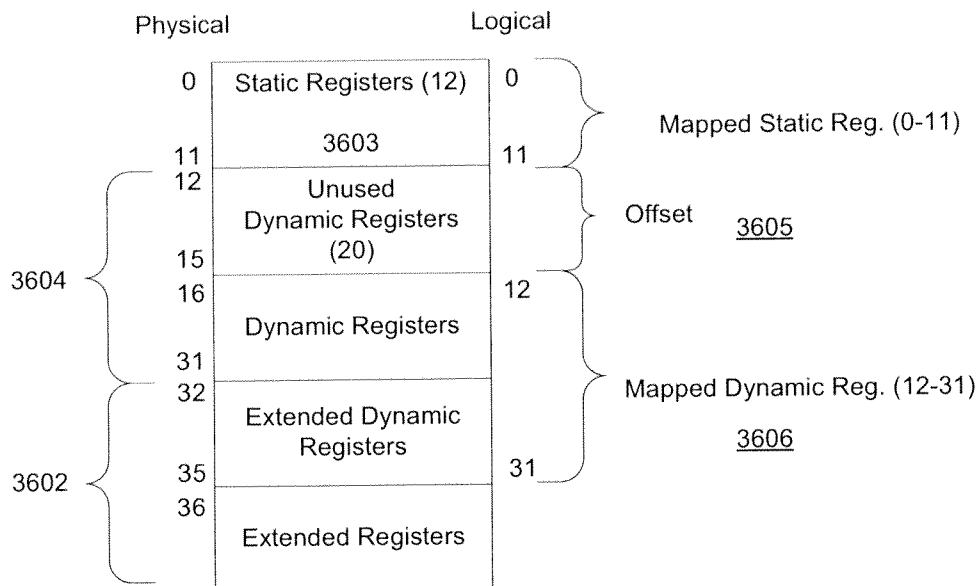 Physical
Logical
0
Static Registers (12)
0
Mapped Static Reg. (0-11)
3603
11
11
12
Unused
Dynamic Registers
(20)
Offset
3605
15
3604
16
12
Dynamic Registers
31
32
Mapped Dynamic Reg. (12-31)
Extended Dynamic
Registers
3606
35
31
3602
36
Extended Registers